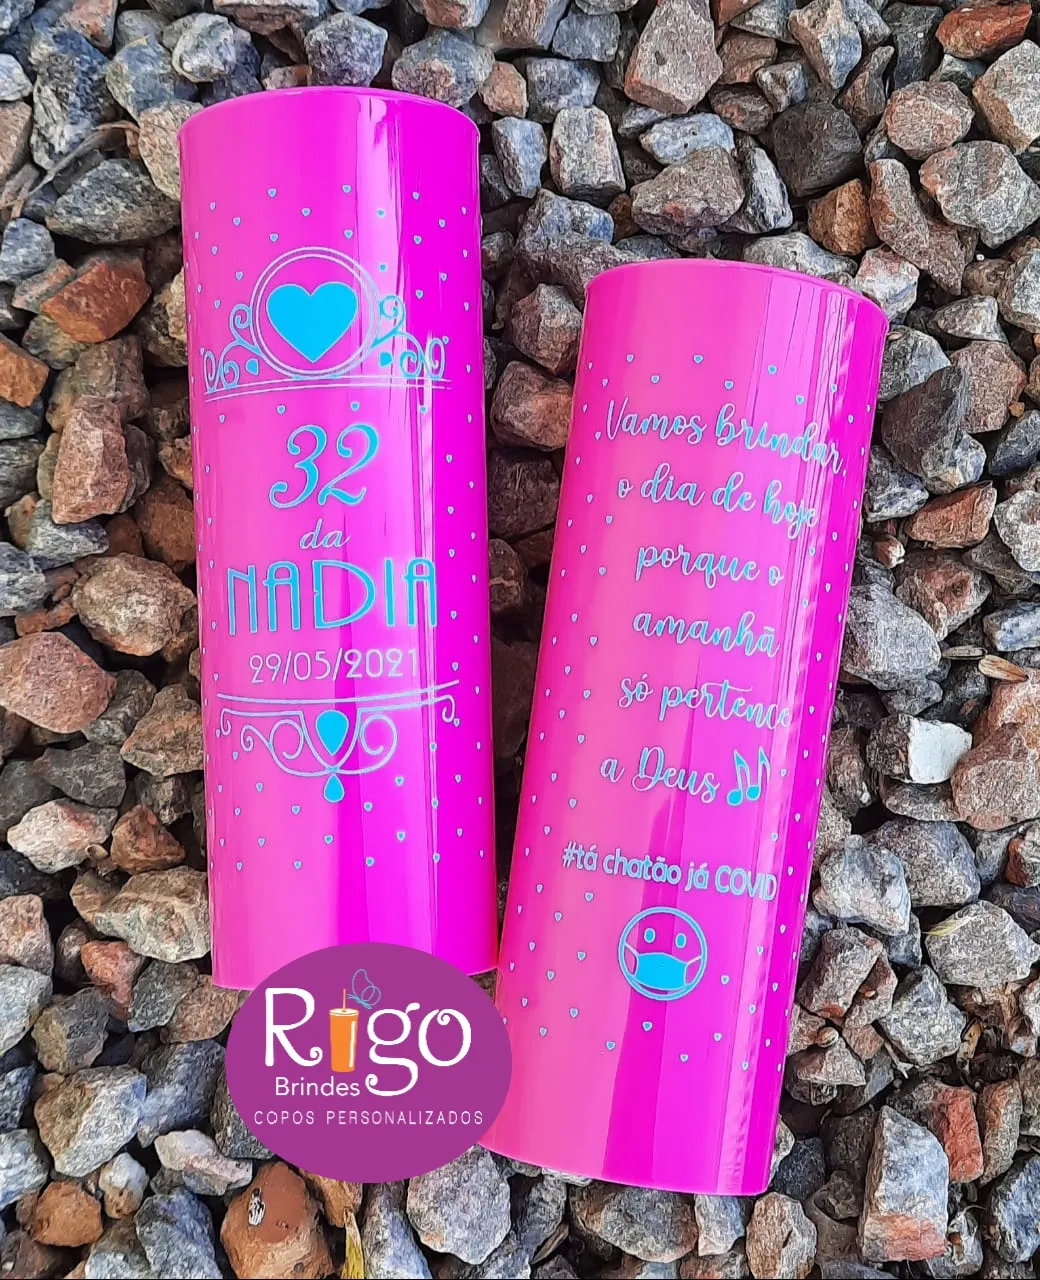 32
da
NADIA
29/05/2021
Vamos brindar
o dia de hoje
porque o
amanhã
só pertence
a Deus
#tá chatão já COVID
Rigo
Brindes
COPOS PERSONALIZADOS